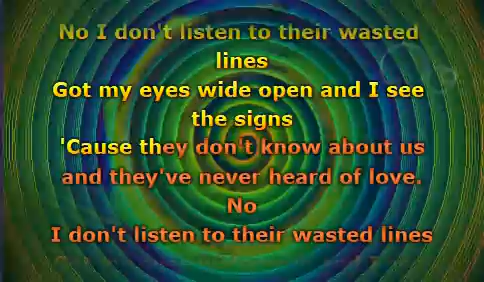 No I don't listen to their wasted
lines
Got my eyes wide open and I see
the signs
'Cause they don't know about us
and they've never heard of love.
No
I don't listen to their wasted lines